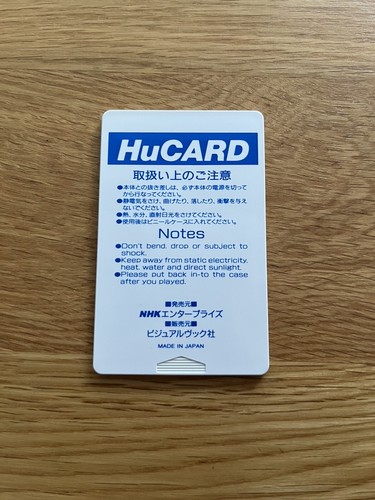 HuCARD
取扱い上のご注意
●本体との抜き差しは、必ず本体の電源を切って
から行なってください。
●静電気をさけ、曲げたり、落したり、衝撃を与え
ないでください。
●熱、水分、直射日光をさけてください。
●使用後はビニールケースに入れてください。
Notes
●Don't bend, drop or subject to
shock.
●Keep away from static electricity,
heat, water and direct sunlight.
●Please put back in-to the case
after you played.
■発売元■
NHKエンタープライズ
■販売元■
ビジュアルヴック社
MADE IN JAPAN